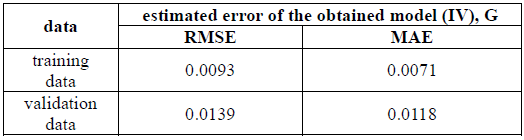 data
estimated error of the obtained model (IV), G
RMSE MAE
training
data
0.0093 0.0071
validation
data
0.0139 0.0118